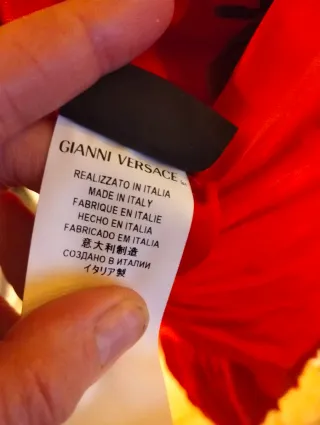 GIANNI VERSACE
REALIZZATO IN ITALIA
MADE IN ITALY
FABRIQUE EN ITALIE
HECHO EN ITALIA
FABRICADO EM ITALIA
意大利制造
СОЗДАНО В ИТАЛИИ
イタリア製